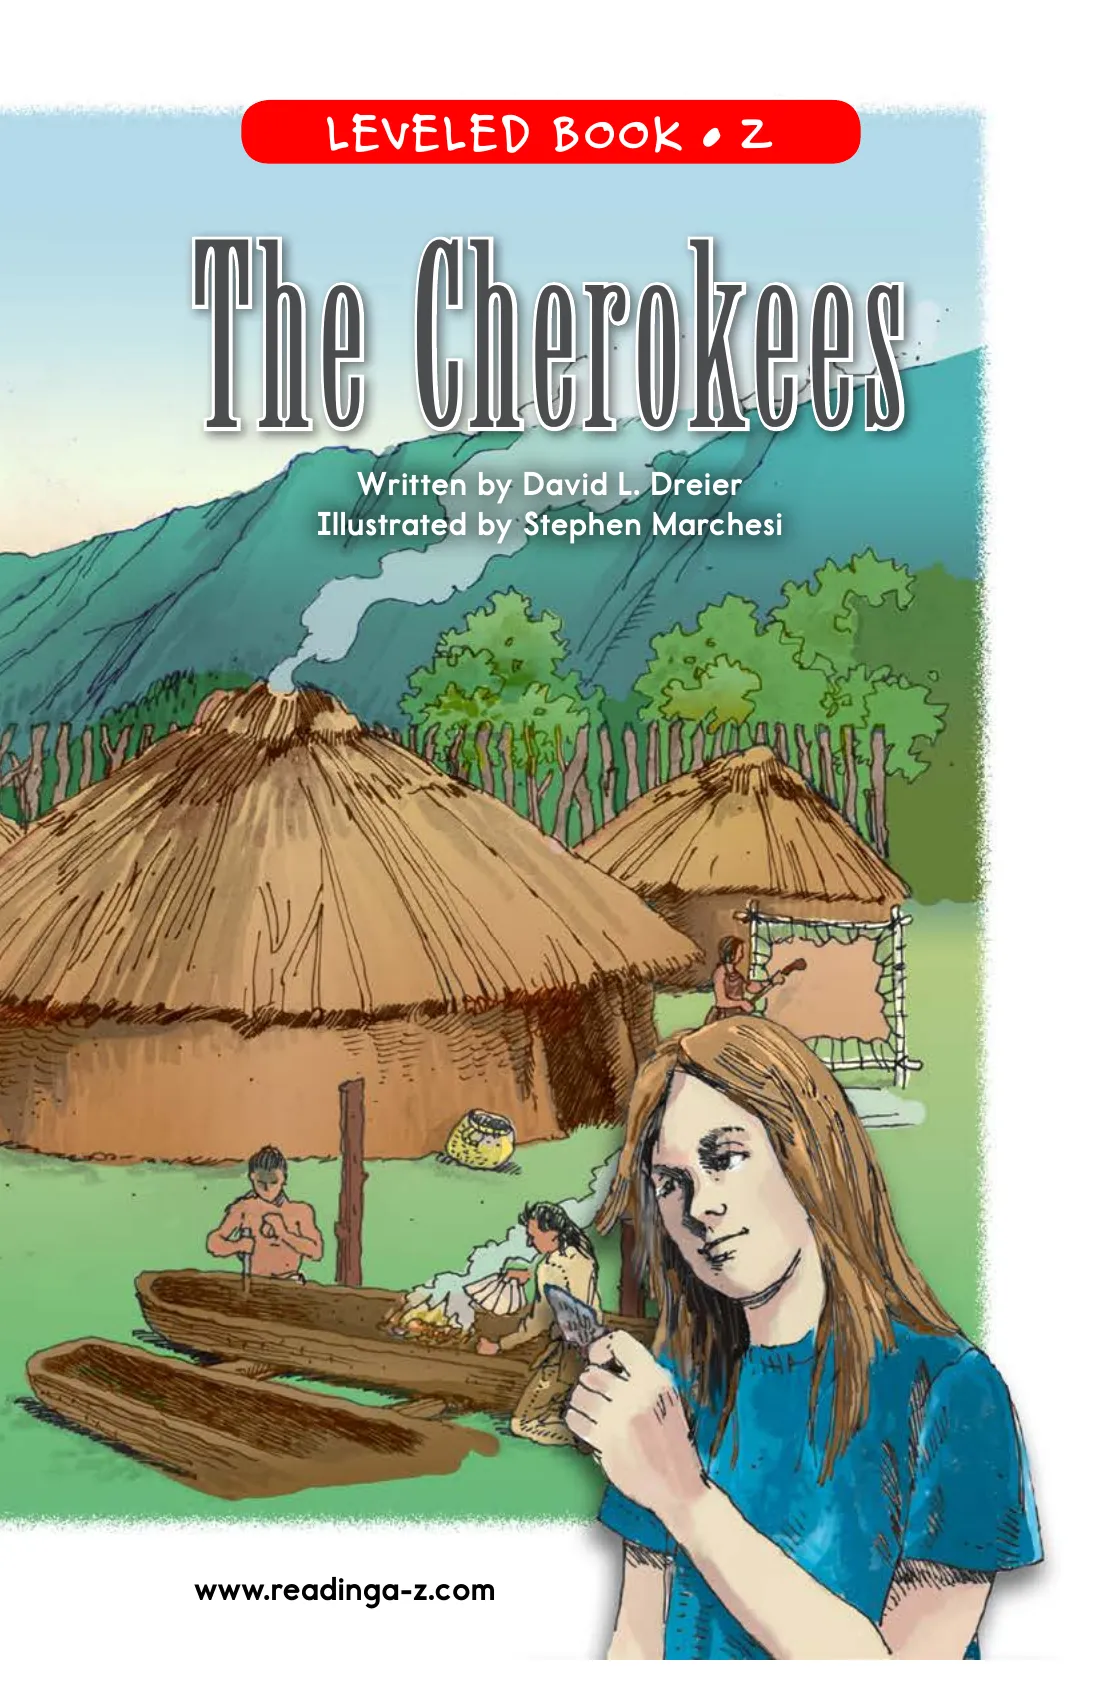 LEVELED BOOK • Z
The Cherokees
Written by David L. Dreier
Illustrated by Stephen Marchesi
www.readinga-z.com